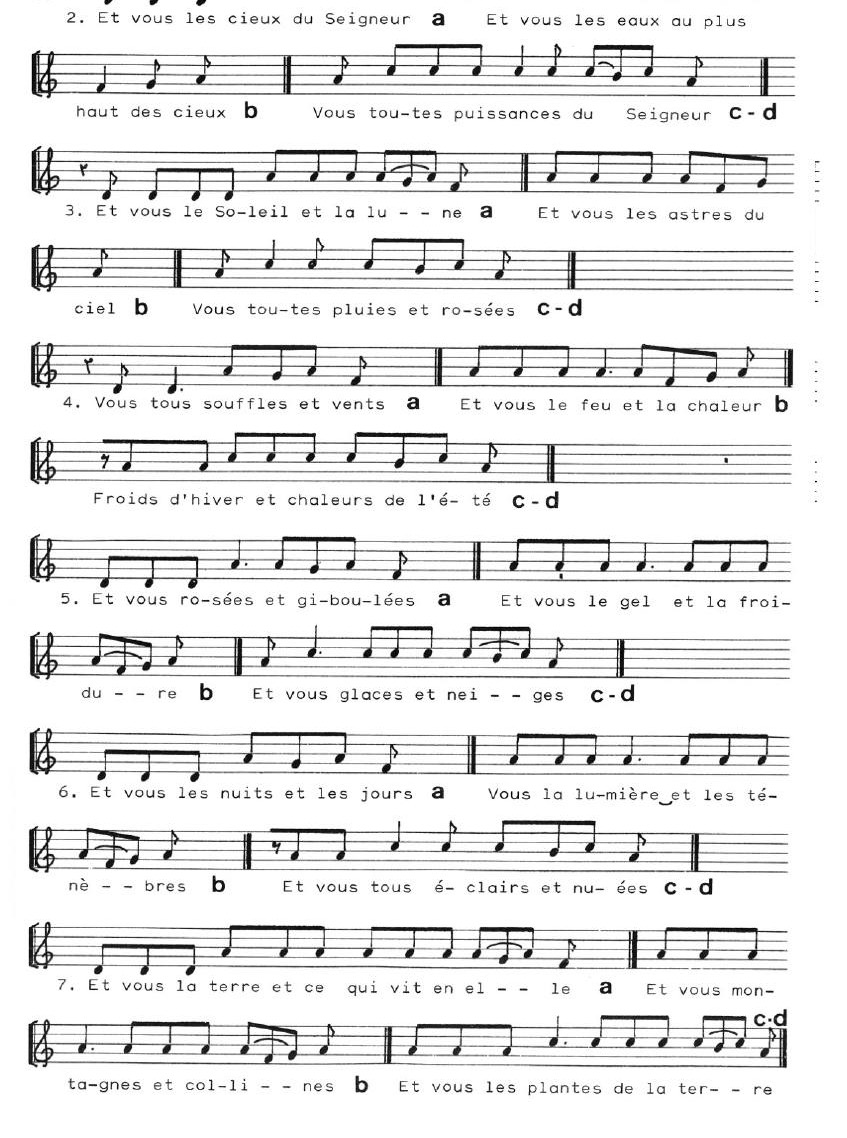 2. Et vous les cieux du Seigneur a Et vous les eaux au plus
haut des cieux b Vous tou-tes puissances du Seigneur c - d
3. Et vous le So-leil et la lu - - ne a Et vous les astres du
ciel b Vous tou-tes pluies et ro-sées c - d
4. Vous tous souffles et vents a Et vous le feu et la chaleur b
Froids d'hiver et chaleurs de l'é- té c - d
5. Et vous ro-sées et gi-bou-lées a Et vous le gel et la froi-
du - - re b Et vous glaces et nei - - ges c - d
6. Et vous les nuits et les jours a Vous la lu-mière et les té-
nè - - bres b Et vous tous é- clairs et nu- ées c - d
7. Et vous la terre et ce qui vit en el - - le a Et vous mon-
c-d
ta-gnes et col-li - - nes b Et vous les plantes de la ter- - re